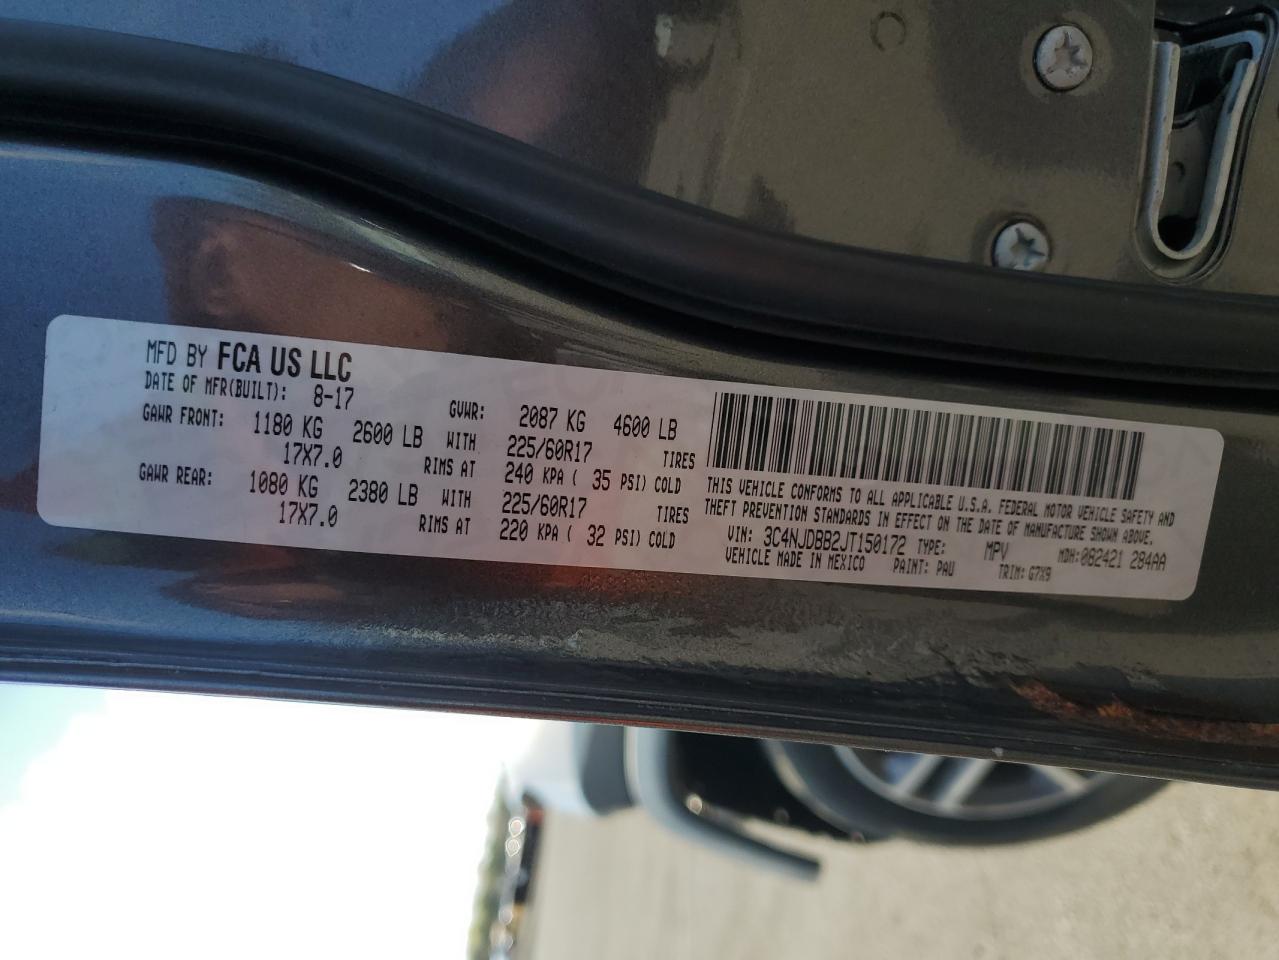 MFD BY FCA US LLC
DATE OF MFR(BUILT): 8-17 GVWR: 2087 KG 4600 LB
GAWR FRONT: 1180 KG 2600 LB WITH 225/60R17 TIRES
17X7.0 RIMS AT 240 KPA ( 35 PSI) COLD
GAWR REAR: 1080 KG 2380 LB WITH 225/60R17 TIRES
17X7.0 RIMS AT 220 KPA ( 32 PSI) COLD
THIS VEHICLE CONFORMS TO ALL APPLICABLE U.S.A. FEDERAL MOTOR VEHICLE SAFETY AND
THEFT PREVENTION STANDARDS IN EFFECT ON THE DATE OF MANUFACTURE SHOWN ABOVE.
VIN: 3C4NJDBB2JT150172 TYPE: MPV MDH:082421 284AA
VEHICLE MADE IN MEXICO PAINT: PAU TRIM: G7X9